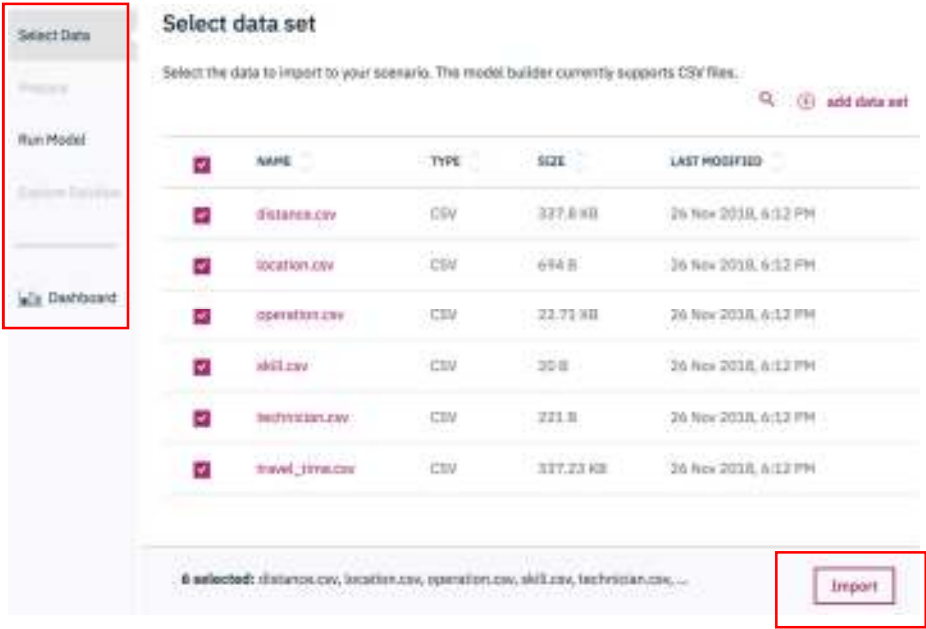 Select Data
Prepare
Run Model
Explore Solution
Dashboard
Select data set
Select the data to import to your scenario. The model builder currently supports CSV files.
add data set
NAME TYPE SIZE LAST MODIFIED
distance.csv CSV 337.8 KB 26 Nov 2018, 6:12 PM
location.csv CSV 694 B 26 Nov 2018, 6:12 PM
operation.csv CSV 22.71 KB 26 Nov 2018, 6:12 PM
skill.csv CSV 20 B 26 Nov 2018, 6:12 PM
technician.csv CSV 221 B 26 Nov 2018, 6:12 PM
travel_time.csv CSV 337.23 KB 26 Nov 2018, 6:12 PM
6 selected: distance.csv, location.csv, operation.csv, skill.csv, technician.csv, ...
Import